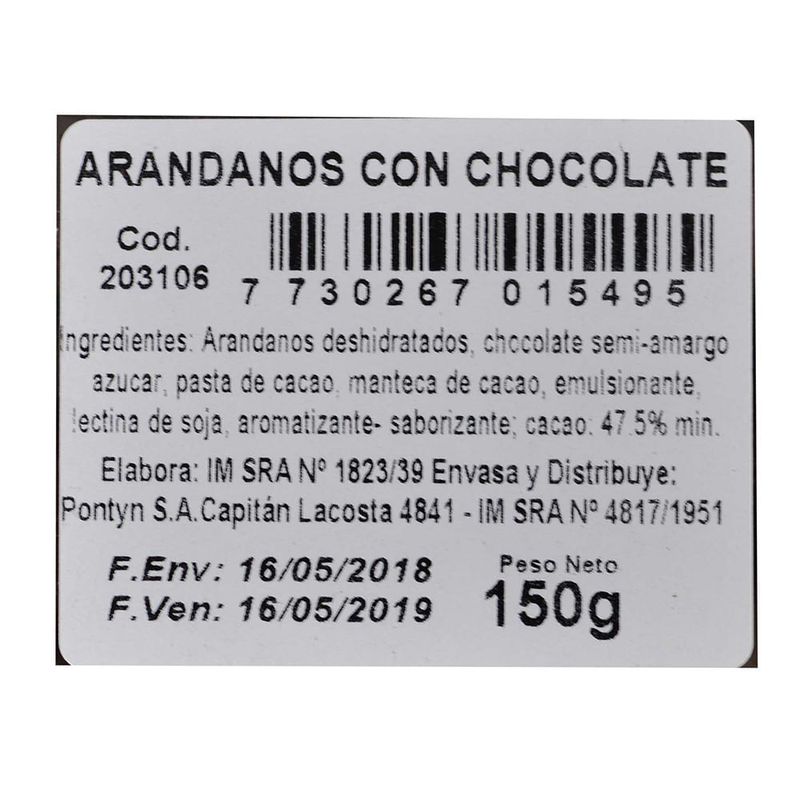 ARANDANOS CON CHOCOLATE
Cod.
203106
7 730267 015495
Ingredientes: Arandanos deshidratados, chocolate semi-amargo
azucar, pasta de cacao, manteca de cacao, emulsionante,
lectina de soja, aromatizante- saborizante; cacao: 47.5% min.
Elabora: IM SRA Nº 1823/39 Envasa y Distribuye:
Pontyn S.A.Capitán Lacosta 4841 - IM SRA Nº 4817/1951
F.Env: 16/05/2018
F.Ven: 16/05/2019
Peso Neto
150g